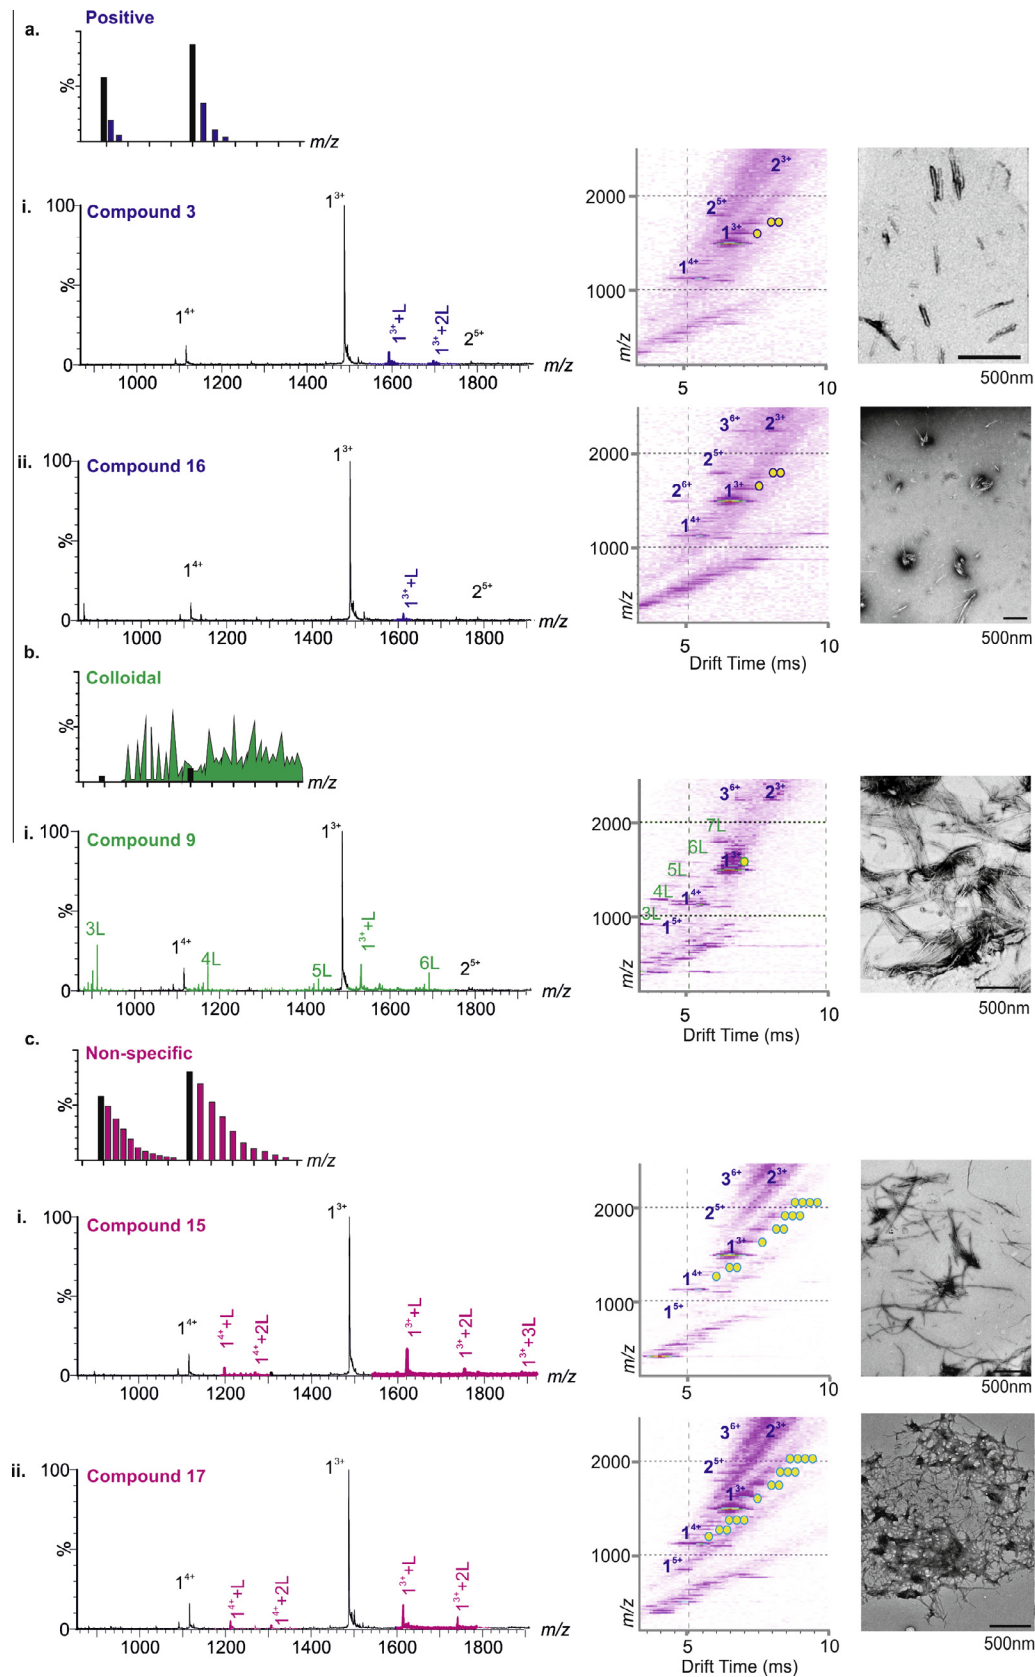 a.
Positive
%
m/z
i.
100
Compound 3
%
0
1⁴⁺
1³⁺
1³⁺+L
1³⁺+2L
2⁵⁺
1000 1200 1400 1600 1800
m/z
2000
1000
m/z
2³⁺
2⁵⁺
1³⁺
1⁴⁺
5 10
500nm
ii.
100
Compound 16
%
0
1⁴⁺
1³⁺
1³⁺+L
2⁵⁺
1000 1200 1400 1600 1800
m/z
2000
1000
m/z
3⁶⁺ 2³⁺
2⁵⁺
2⁶⁺ 1³⁺
1⁴⁺
5 10
Drift Time (ms)
500nm
b.
Colloidal
%
m/z
i.
100
Compound 9
%
0
3L
1⁴⁺
4L
5L
1³⁺
1³⁺+L
6L
2⁵⁺
1000 1200 1400 1600 1800
m/z
2000
1000
m/z
3⁶⁺ 2³⁺
7L
6L
1³⁺
5L
4L 1⁴⁺
3L
1⁵⁺
5 10
Drift Time (ms)
500nm
c.
Non-specific
%
m/z
i.
100
Compound 15
%
0
1⁴⁺
1⁴⁺+L
1⁴⁺+2L
1³⁺
1³⁺+L
1³⁺+2L
1³⁺+3L
1000 1200 1400 1600 1800
m/z
2000
1000
m/z
3⁶⁺ 2³⁺
2⁵⁺
1³⁺
1⁴⁺
1⁵⁺
5 10
500nm
ii.
100
Compound 17
%
0
1⁴⁺
1⁴⁺+L
1⁴⁺+2L
1³⁺
1³⁺+L
1³⁺+2L
1000 1200 1400 1600 1800
m/z
2000
1000
m/z
3⁶⁺ 2³⁺
2⁵⁺
1³⁺
1⁴⁺
1⁵⁺
5 10
Drift Time (ms)
500nm